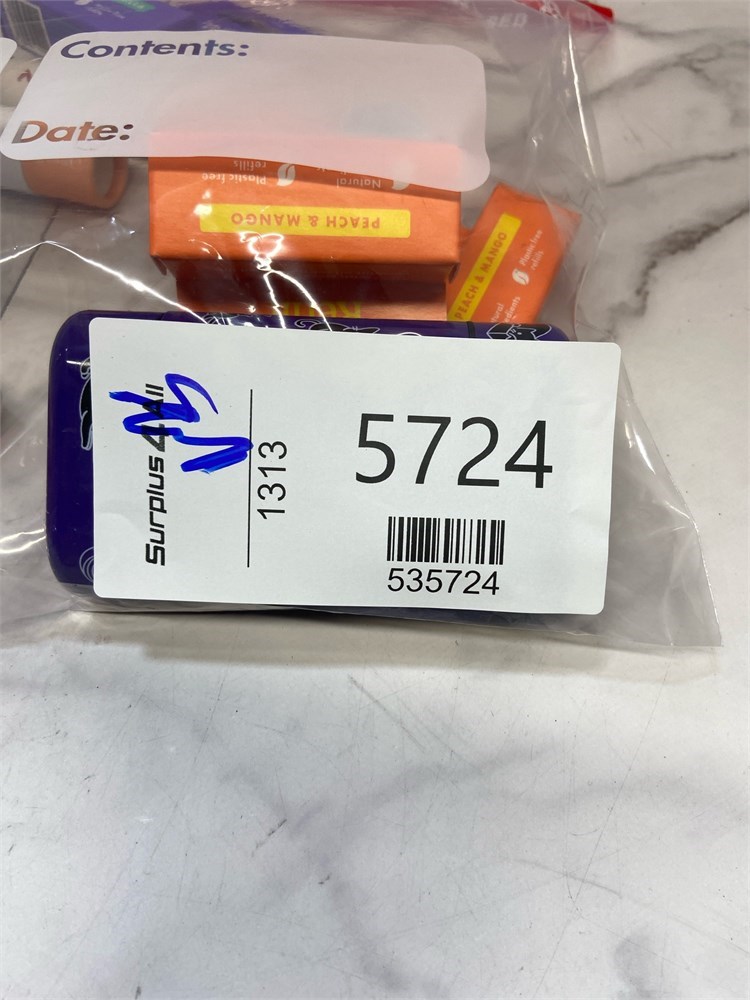 Contents:
Date:
Plastic free
refills
Natural
PEACH & MANGO
PEACH & MANGO
Plastic free
refills
Surplus 4 All
1313
5724
535724